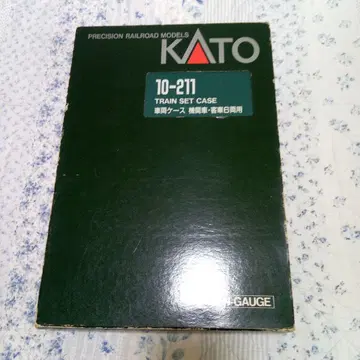 PRECISION RAILROAD MODELS
KATO
10-211
TRAIN SET CASE
車両ケース 機関車・客車6両用
GAUGE